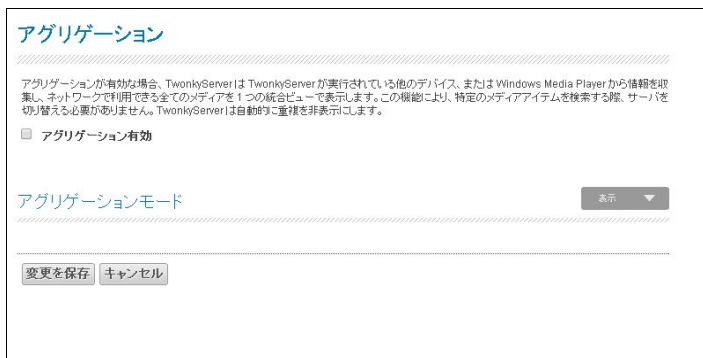 アグリゲーション
アグリゲーションが有効な場合、TwonkyServerは TwonkyServerが実行されている他のデバイス、または Windows Media Playerから情報を収
集し、ネットワークで利用できる全てのメディアを1つの統合ビューで表示します。この機能により、特定のメディアアイテムを検索する際、サーバを
切り替える必要がありません。TwonkyServerは自動的に重複を非表示にします。
アグリゲーション有効
アグリゲーションモード
表示
変更を保存 キャンセル